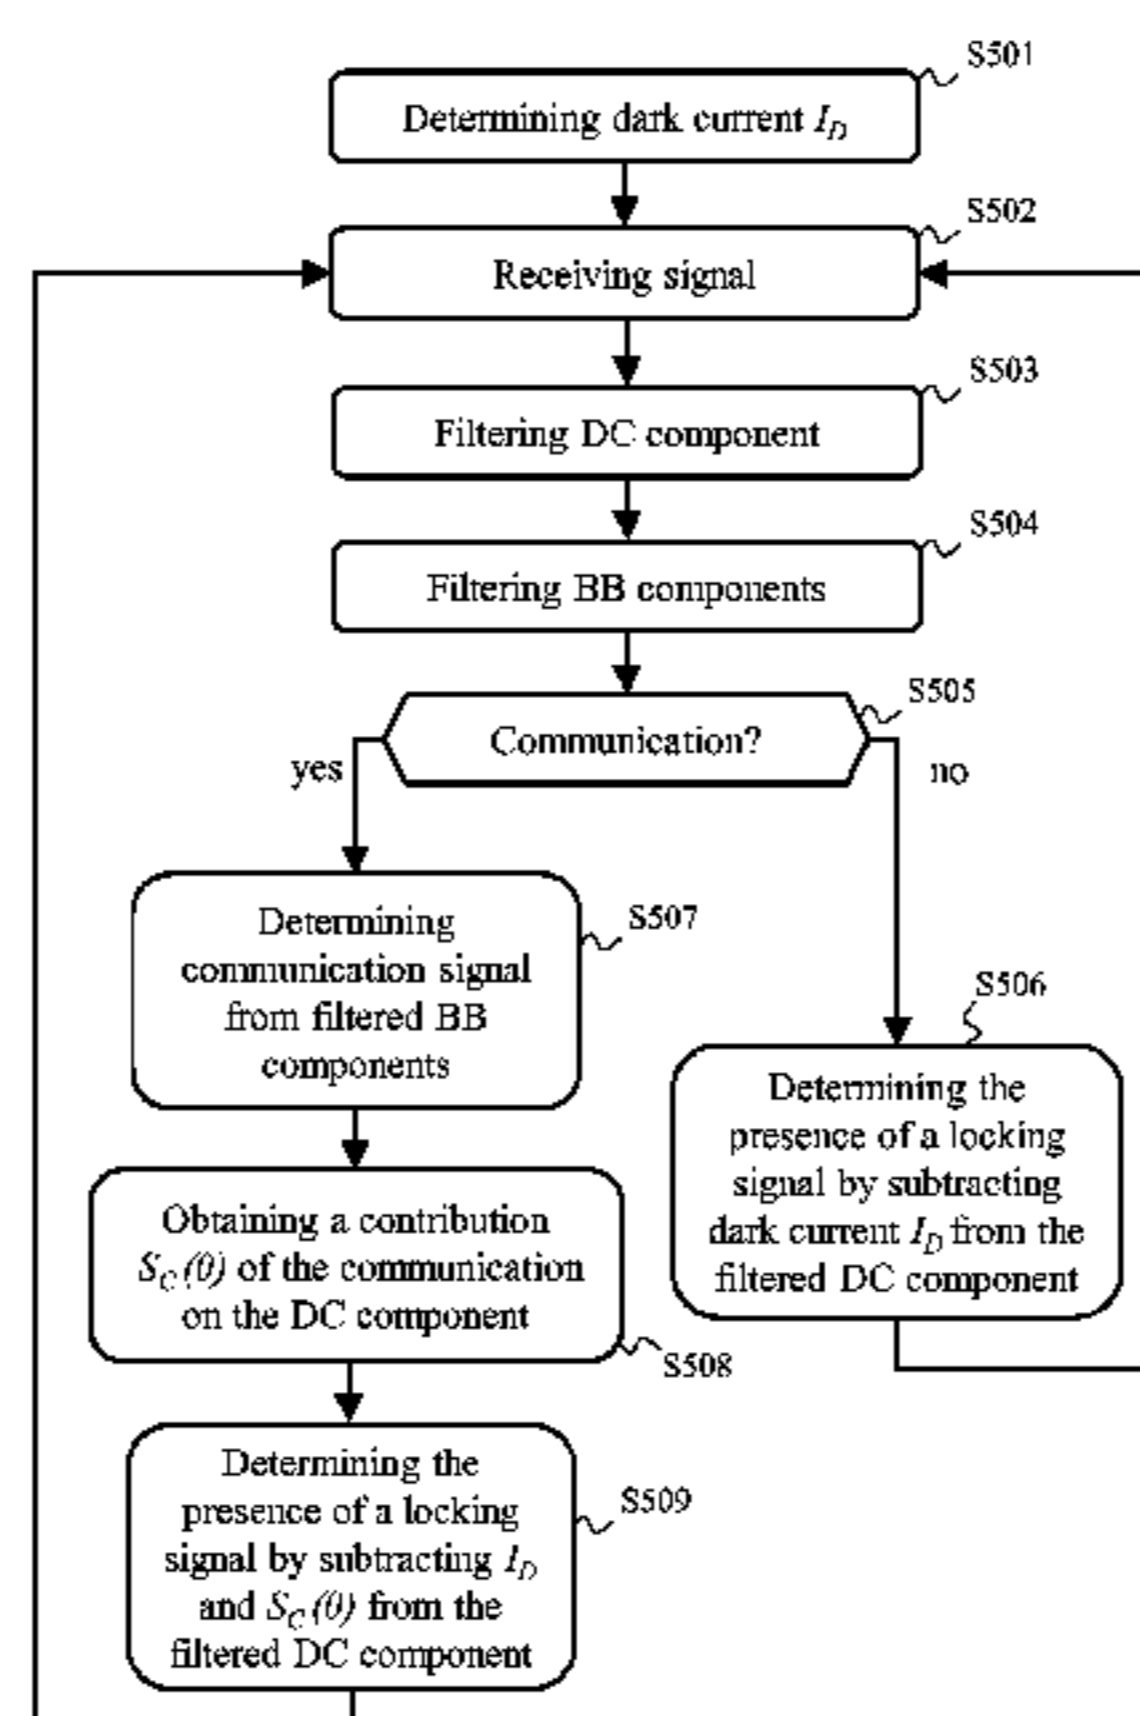 S501
Determining dark current I_D
S502
Receiving signal
S503
Filtering DC component
S504
Filtering BB components
S505
Communication?
yes
no
S507
Determining
communication signal
from filtered BB
components
S506
Determining the
presence of a locking
signal by subtracting
dark current I_D from the
filtered DC component
Obtaining a contribution
S_C(0) of the communication
on the DC component
S508
Determining the
presence of a locking
signal by subtracting I_D
and S_C(0) from the
filtered DC component
S509